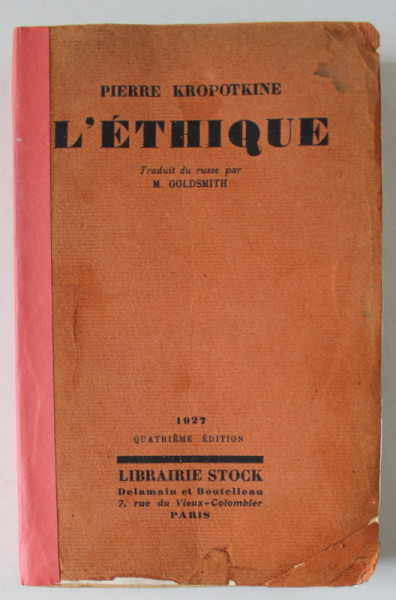 PIERRE KROPOTKINE
L'ÉTHIQUE
Traduit du russe par
M. GOLDSMITH
1927
QUATRIÈME ÉDITION
LIBRAIRIE STOCK
Delamain et Boutelleau
7, rue du Vieux-Colombier
PARIS